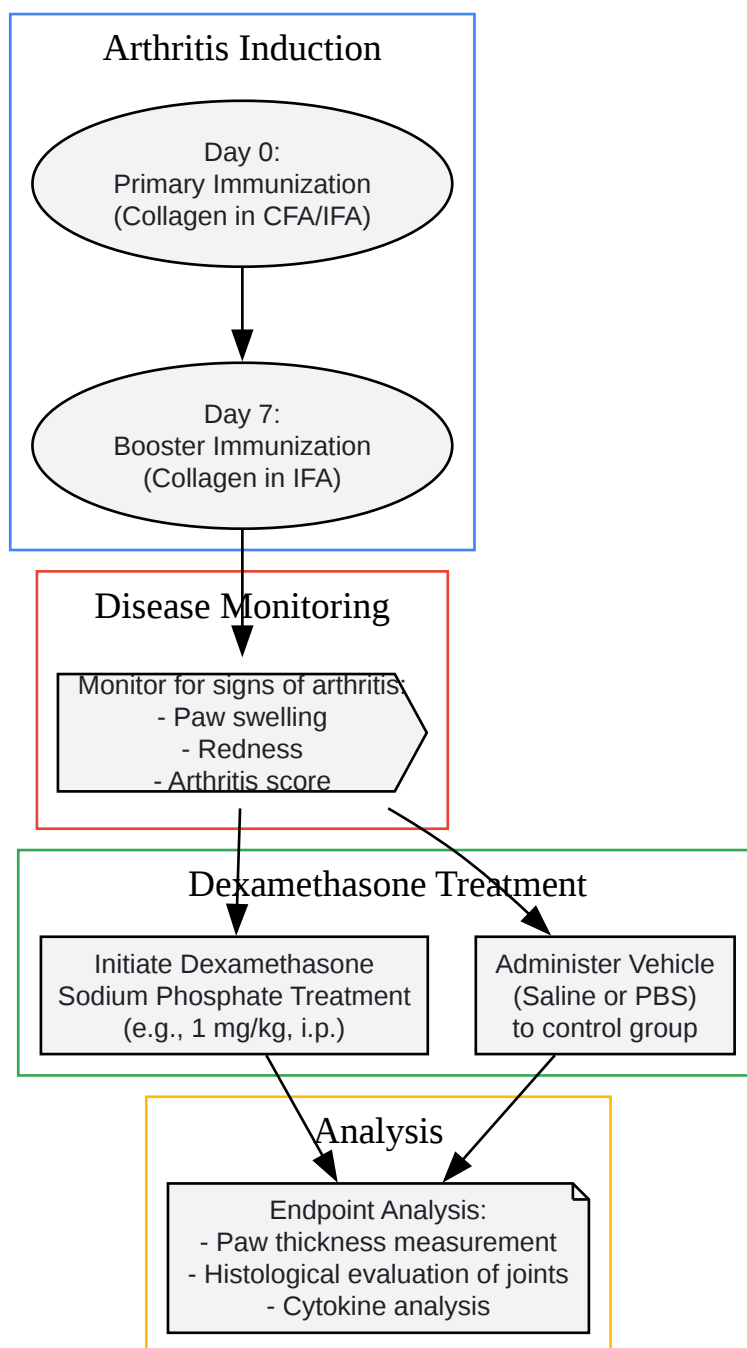 Arthritis Induction
Day 0:
Primary Immunization
(Collagen in CFA/IFA)
Day 7:
Booster Immunization
(Collagen in IFA)
Disease Monitoring
Monitor for signs of arthritis:
- Paw swelling
- Redness
- Arthritis score
Dexamethasone Treatment
Initiate Dexamethasone
Sodium Phosphate Treatment
(e.g., 1 mg/kg, i.p.)
Administer Vehicle
(Saline or PBS)
to control group
Analysis
Endpoint Analysis:
- Paw thickness measurement
- Histological evaluation of joints
- Cytokine analysis